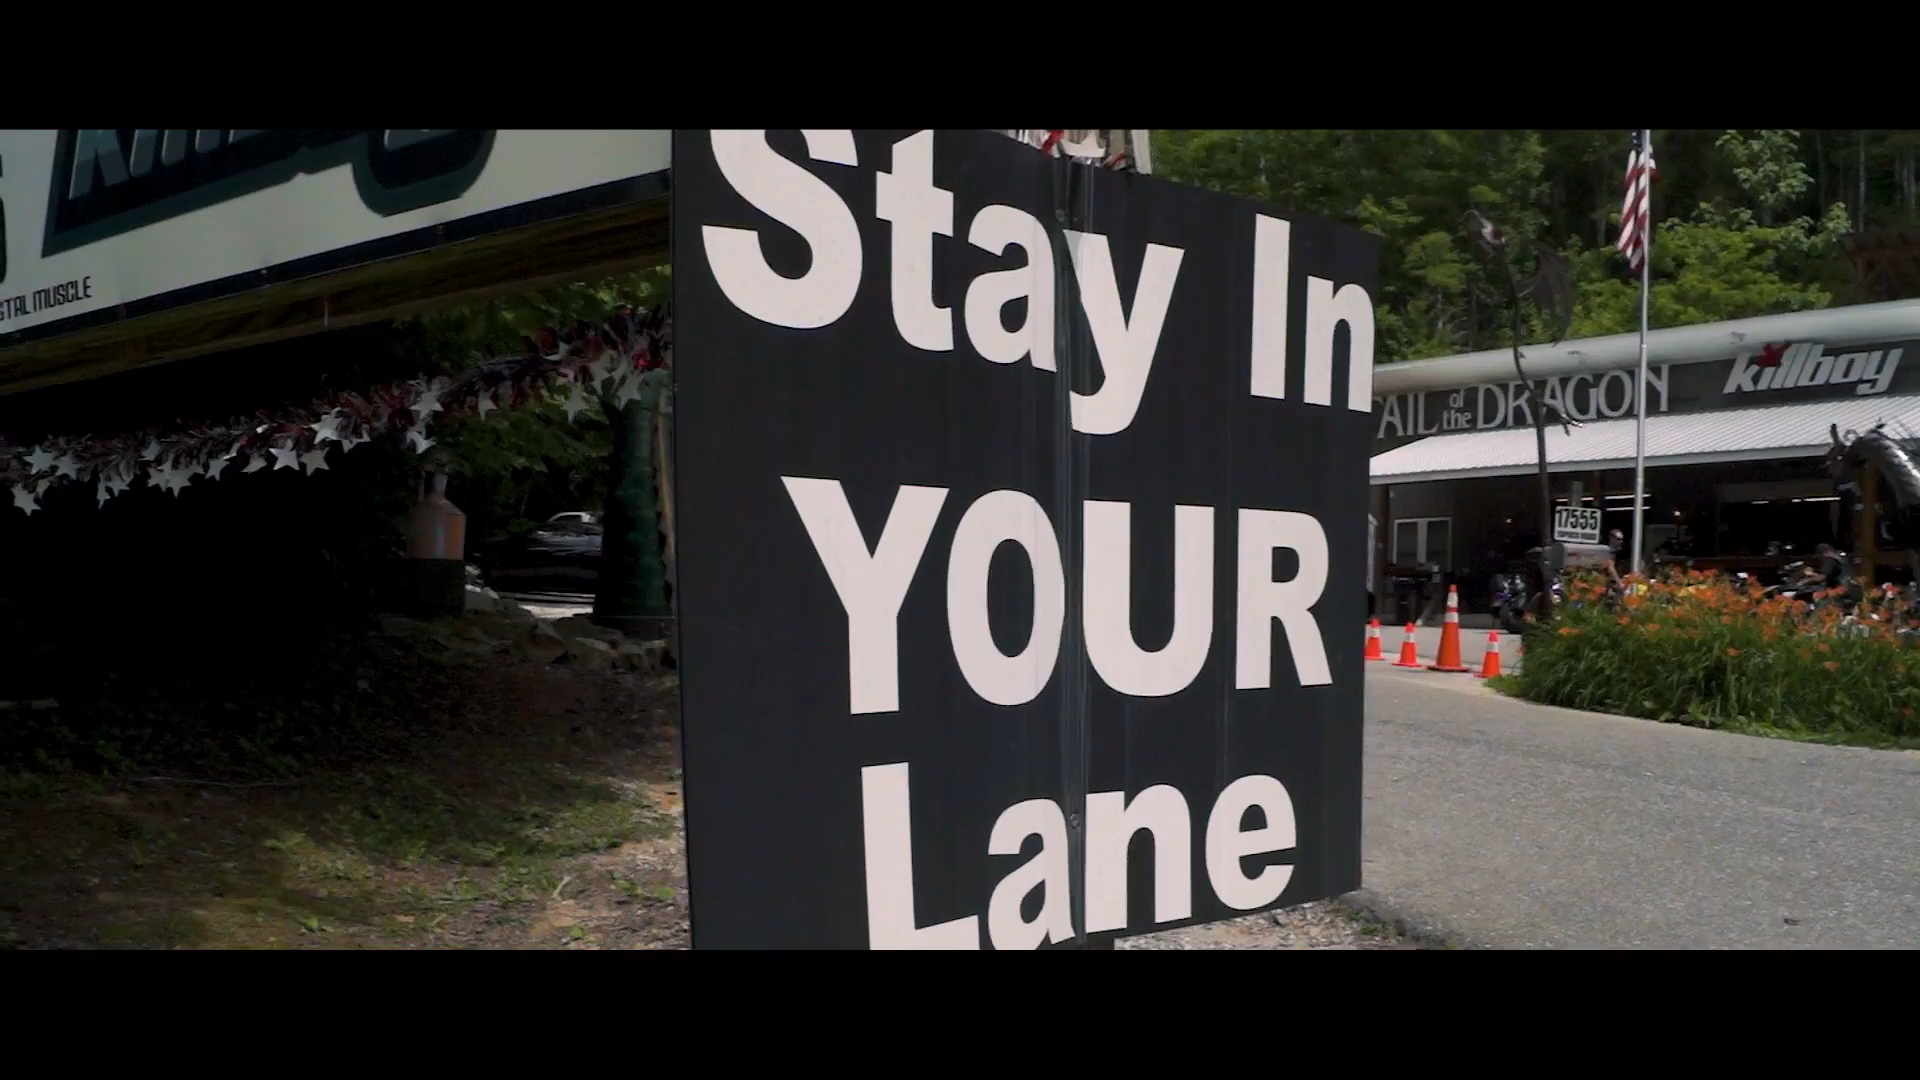 STAL MUSCLE
Stay In
YOUR
Lane
AIL of the DRAGON
killboy
17555